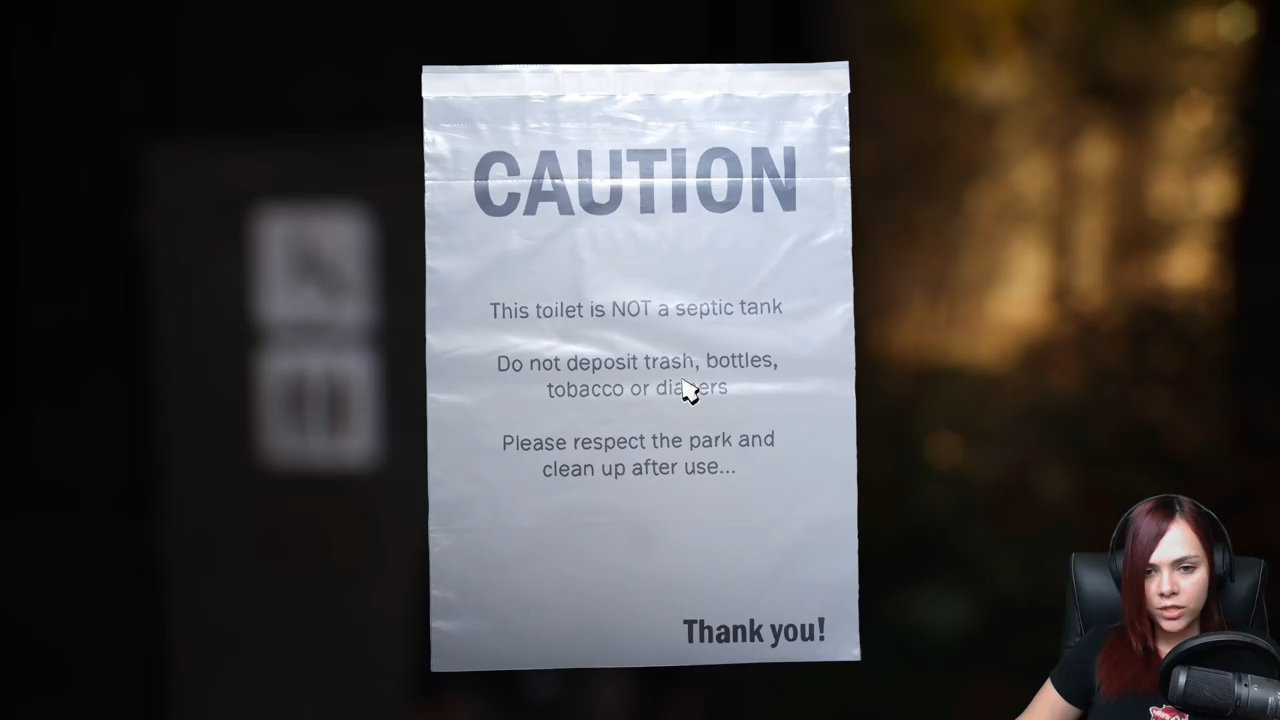 CAUTION
This toilet is NOT a septic tank
Do not deposit trash, bottles,
tobacco or diapers
Please respect the park and
clean up after use...
Thank you!